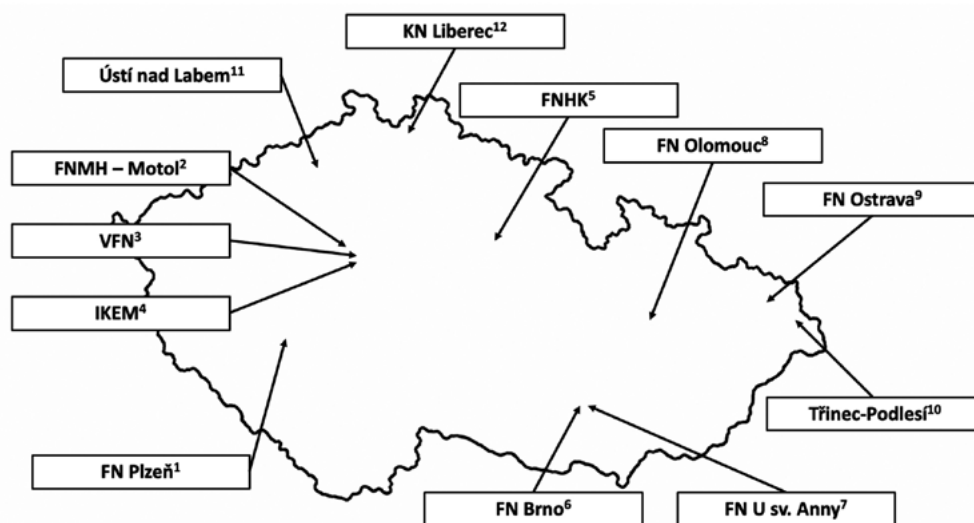 KN Liberec¹²
Ústí nad Labem¹¹
FNHK⁵
FN Olomouc⁸
FNMH – Motol²
FN Ostrava⁹
VFN³
IKEM⁴
Třinec-Podlesí¹⁰
FN Plzeň¹
FN Brno⁶
FN U sv. Anny⁷